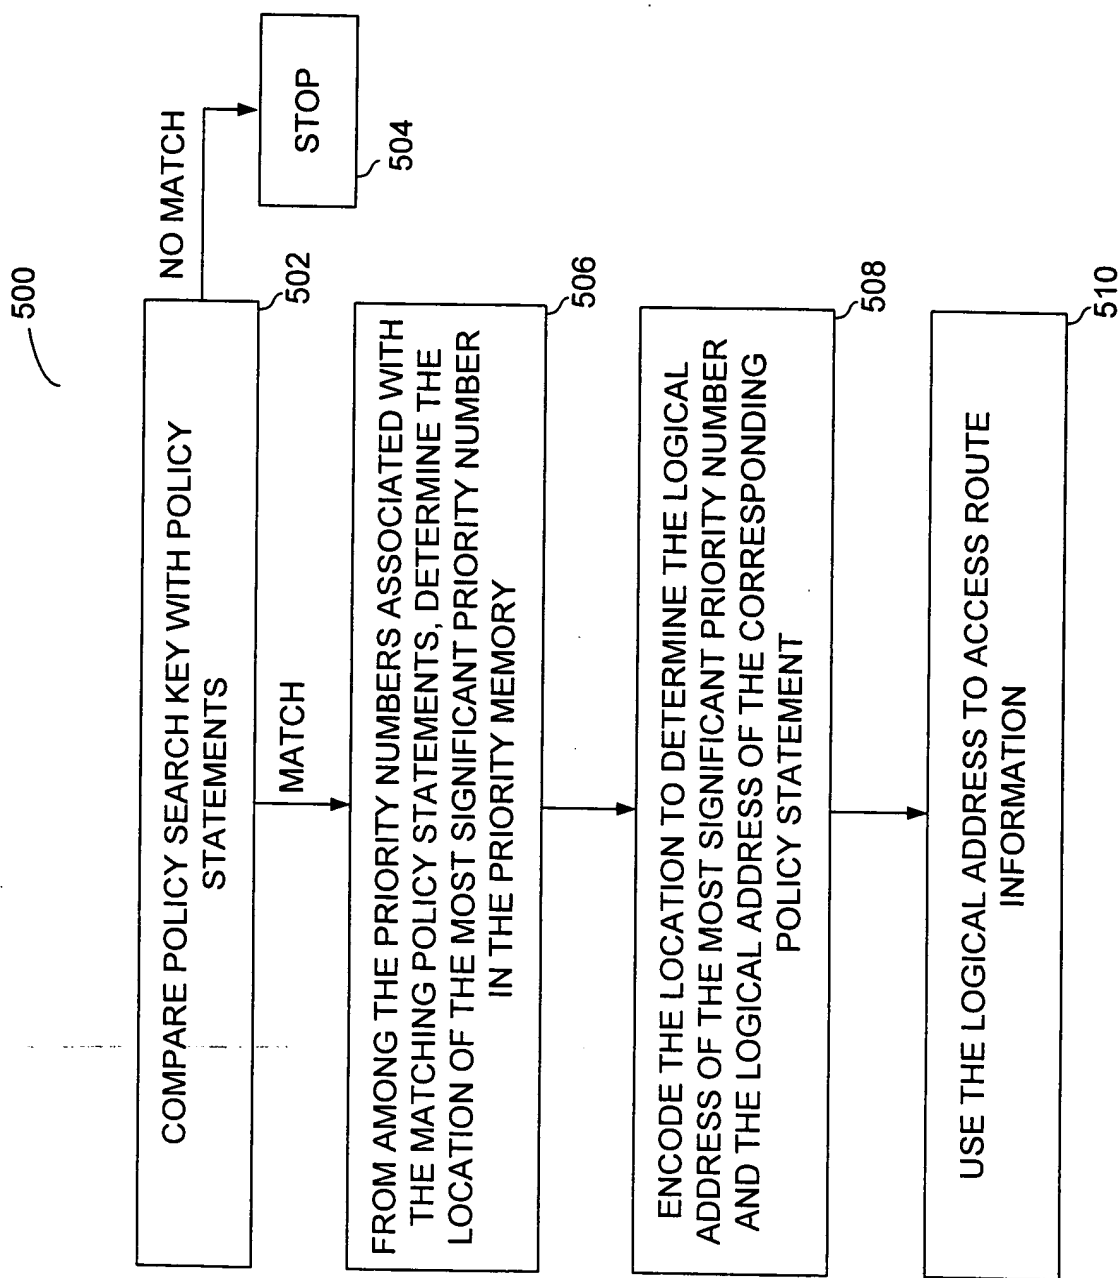 500
COMPARE POLICY SEARCH KEY WITH POLICY
STATEMENTS
502
NO MATCH
STOP
504
MATCH
FROM AMONG THE PRIORITY NUMBERS ASSOCIATED WITH
THE MATCHING POLICY STATEMENTS, DETERMINE THE
LOCATION OF THE MOST SIGNIFICANT PRIORITY NUMBER
IN THE PRIORITY MEMORY
506
ENCODE THE LOCATION TO DETERMINE THE LOGICAL
ADDRESS OF THE MOST SIGNIFICANT PRIORITY NUMBER
AND THE LOGICAL ADDRESS OF THE CORRESPONDING
POLICY STATEMENT
508
USE THE LOGICAL ADDRESS TO ACCESS ROUTE
INFORMATION
510